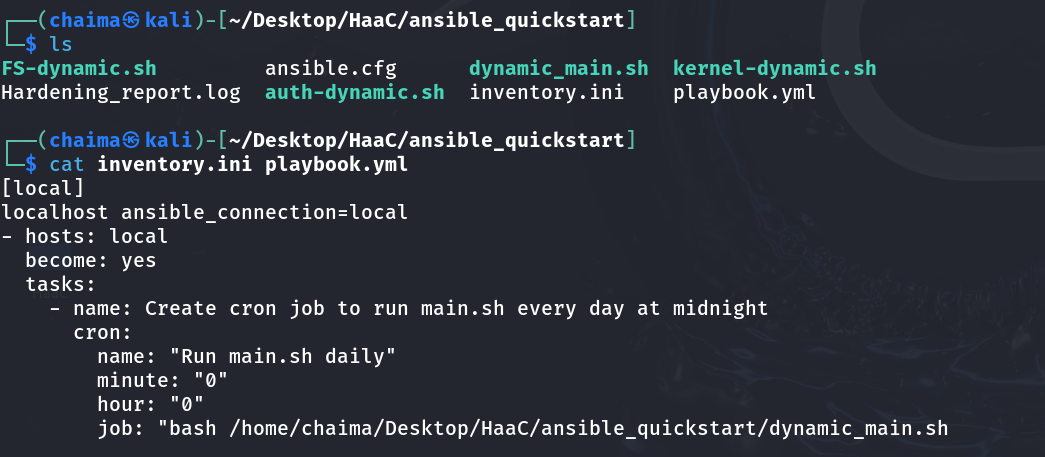 ┌──(chaima㉿kali)-[~/Desktop/HaaC/ansible_quickstart]
└─$ ls
FS-dynamic.sh         ansible.cfg      dynamic_main.sh  kernel-dynamic.sh
Hardening_report.log  auth-dynamic.sh  inventory.ini    playbook.yml
┌──(chaima㉿kali)-[~/Desktop/HaaC/ansible_quickstart]
└─$ cat inventory.ini playbook.yml
[local]
localhost ansible_connection=local
- hosts: local
  become: yes
  tasks:
    - name: Create cron job to run main.sh every day at midnight
      cron:
        name: "Run main.sh daily"
        minute: "0"
        hour: "0"
        job: "bash /home/chaima/Desktop/HaaC/ansible_quickstart/dynamic_main.sh